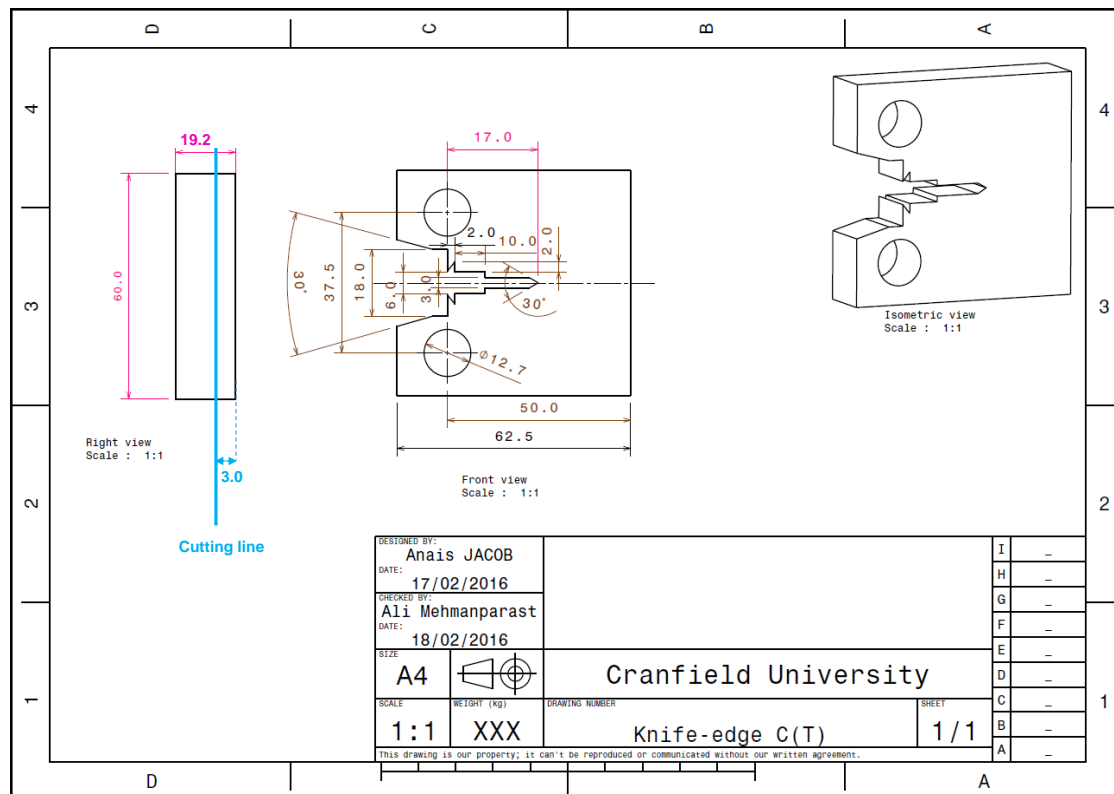 D C B A
4 4
19.2
17.0
2.0
10.0
2.0
60.0
30°
37.5
18.0
6.0
3.0
30°
Φ12.7
3 3
Isometric view
Scale : 1:1
50.0
62.5
Right view
Scale : 1:1
3.0
Front view
Scale : 1:1
2 2
Cutting line
DESIGNED BY:
Anais JACOB
DATE:
17/02/2016
CHECKED BY:
Ali Mehmanparast
DATE:
18/02/2016
SIZE
A4
Cranfield University
SCALE
1:1
WEIGHT (kg)
XXX
DRAWING NUMBER
Knife-edge C(T)
SHEET
1/1
I _
H _
G _
F _
E _
D _
C _
B _
A _
1 1
This drawing is our property; it can't be reproduced or communicated without our written agreement.
D A